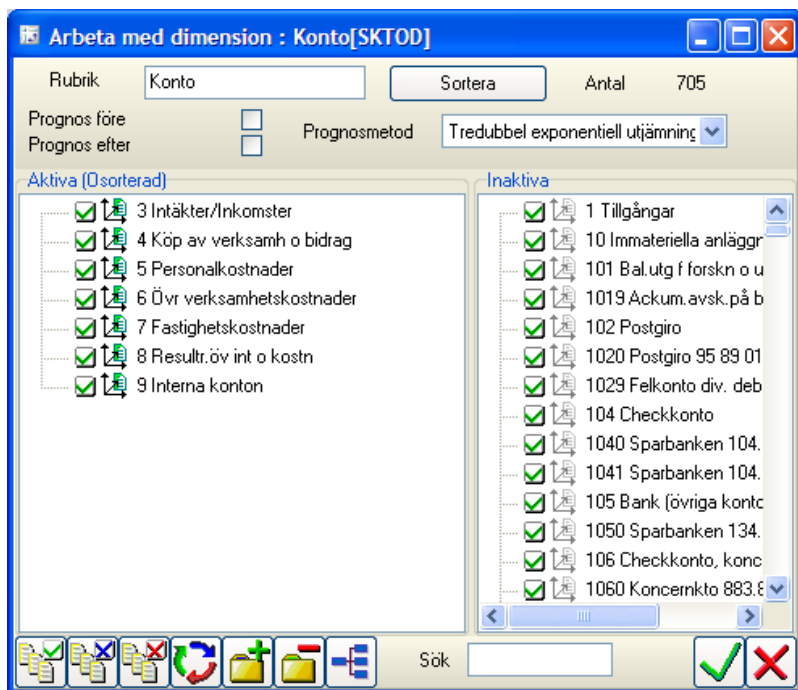 Arbeta med dimension : Konto[SKTOD]
Rubrik Konto Sortera Antal 705
Prognos före
Prognos efter
Prognosmetod Tredubbel exponentiell utjämning
Aktiva (Osorterad)
3 Intäkter/Inkomster
4 Köp av verksamh o bidrag
5 Personalkostnader
6 Övr verksamhetskostnader
7 Fastighetskostnader
8 Resultr.öv int o kostn
9 Interna konton
Inaktiva
1 Tillgångar
10 Immateriella anläggr
101 Bal.utg f forskn o u
1019 Ackum.avsk.på b
102 Postgiro
1020 Postgiro 95 89 01
1029 Felkonto div. deb
104 Checkkonto
1040 Sparbanken 104.
1041 Sparbanken 104.
105 Bank (övriga konto
1050 Sparbanken 134.
106 Checkkonto, konc
1060 Koncernkto 883.8
Sök